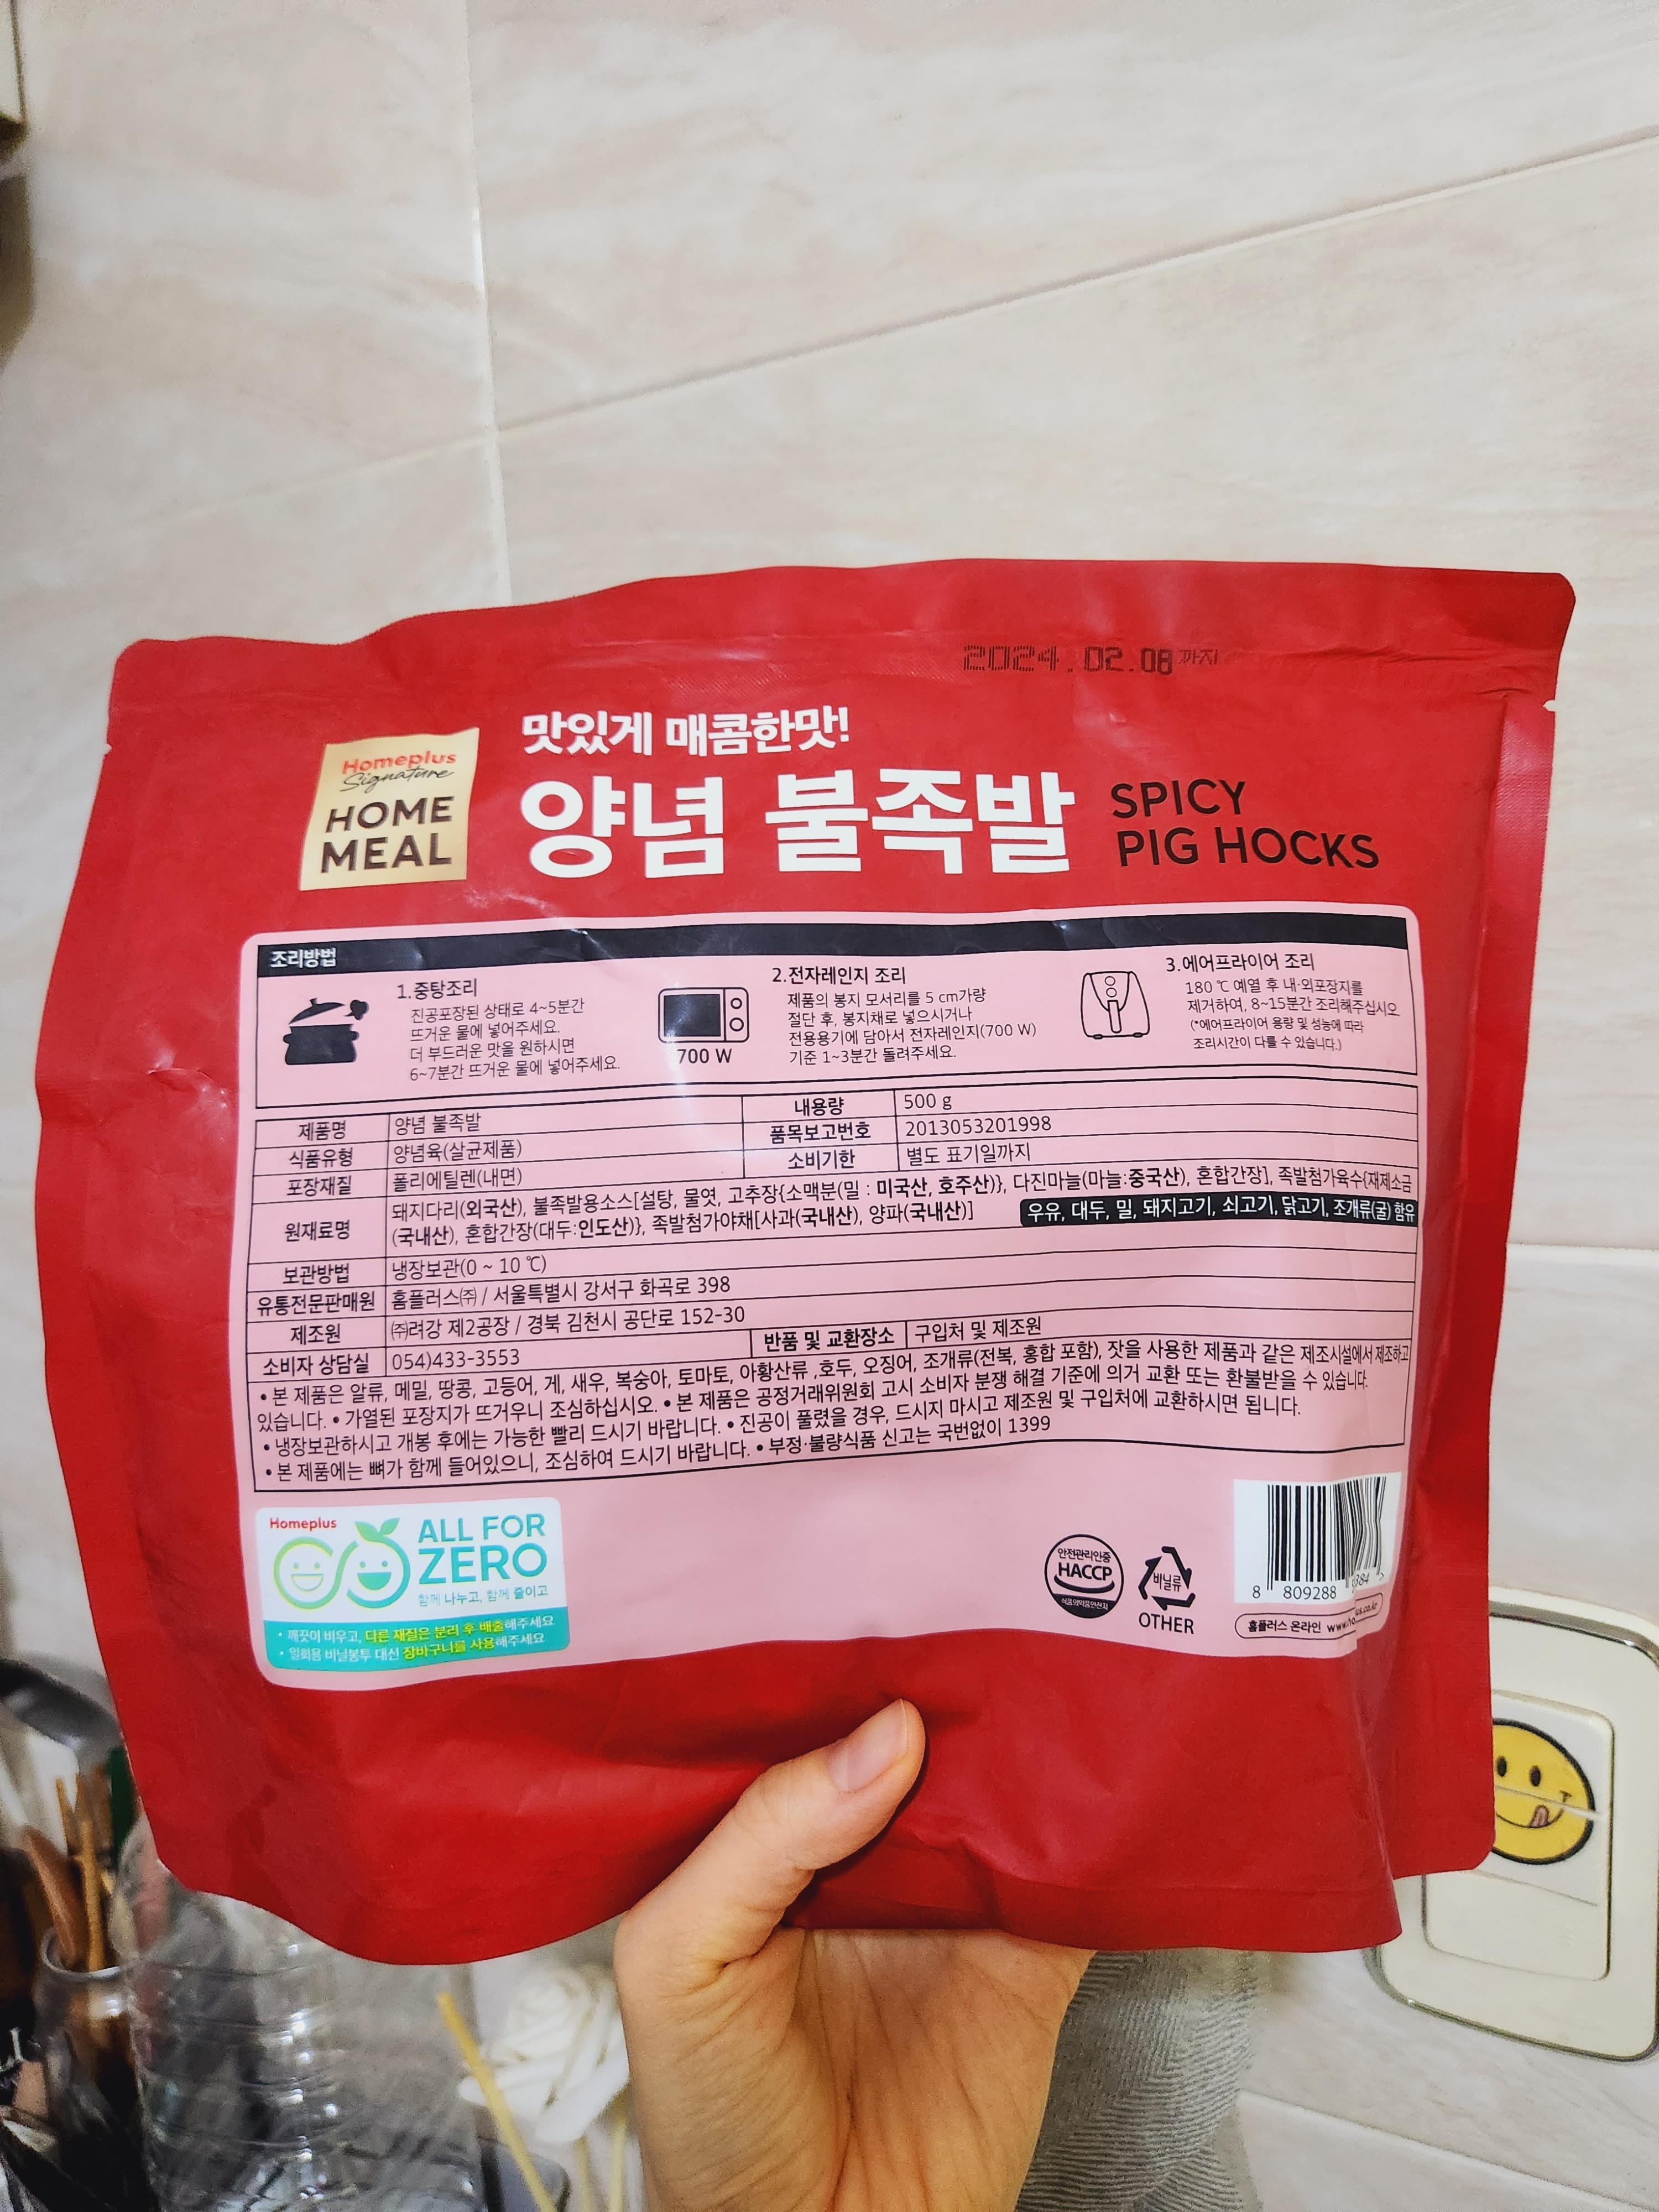 2024.02.08 까지
맛있게 매콤한맛!
Homeplus
Signature
HOME
MEAL
양념 불족발
SPICY
PIG HOCKS
조리방법
1.중탕조리
진공포장된 상태로 4~5분간
뜨거운 물에 넣어주세요.
더 부드러운 맛을 원하시면
6~7분간 뜨거운 물에 넣어주세요.
700 W
2.전자레인지 조리
제품의 봉지 모서리를 5 cm가량
절단 후, 봉지채로 넣으시거나
전용용기에 담아서 전자레인지(700 W)
기준 1~3분간 돌려주세요.
3.에어프라이어 조리
180 ℃ 예열 후 내·외포장지를
제거하여, 8~15분간 조리해주십시오.
(*에어프라이어 용량 및 성능에 따라
조리시간이 다를 수 있습니다.)
제품명 양념 불족발 내용량 500 g
식품유형 양념육(살균제품) 품목보고번호 2013053201998
포장재질 폴리에틸렌(내면) 소비기한 별도 표기일까지
원재료명 돼지다리(외국산), 불족발용소스[설탕, 물엿, 고추장{소맥분(밀 : 미국산, 호주산)}, 다진마늘(마늘:중국산), 혼합간장], 족발첨가육수{재제소금
(국내산), 혼합간장(대두:인도산)}, 족발첨가야채[사과(국내산), 양파(국내산)] 우유, 대두, 밀, 돼지고기, 쇠고기, 닭고기, 조개류(굴) 함유
보관방법 냉장보관(0 ~ 10 ℃)
유통전문판매원 홈플러스㈜ / 서울특별시 강서구 화곡로 398
제조원 ㈜려강 제2공장 / 경북 김천시 공단로 152-30
소비자 상담실 054)433-3553 반품 및 교환장소 구입처 및 제조원
• 본 제품은 알류, 메밀, 땅콩, 고등어, 게, 새우, 복숭아, 토마토, 아황산류 ,호두, 오징어, 조개류(전복, 홍합 포함), 잣을 사용한 제품과 같은 제조시설에서 제조하고
있습니다. • 가열된 포장지가 뜨거우니 조심하십시오. • 본 제품은 공정거래위원회 고시 소비자 분쟁 해결 기준에 의거 교환 또는 환불받을 수 있습니다.
• 냉장보관하시고 개봉 후에는 가능한 빨리 드시기 바랍니다. • 진공이 풀렸을 경우, 드시지 마시고 제조원 및 구입처에 교환하시면 됩니다.
• 본 제품에는 뼈가 함께 들어있으니, 조심하여 드시기 바랍니다. • 부정·불량식품 신고는 국번없이 1399
Homeplus
ALL FOR
ZERO
함께 나누고, 함께 줄이고
• 깨끗이 비우고, 다른 재질은 분리 후 배출해주세요
• 일회용 비닐봉투 대신 장바구니를 사용해주세요
안전관리인증
HACCP
식품의약품안전처
비닐류
OTHER
8 809288
홈플러스 온라인